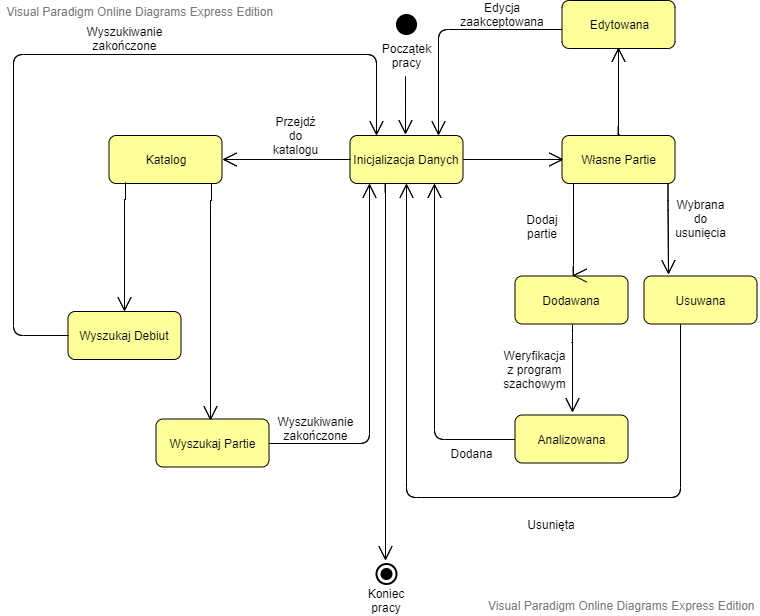 Visual Paradigm Online Diagrams Express Edition
Wyszukiwanie
zakończone
Początek
pracy
Edycja
zaakceptowana
Edytowana
Przejdź
do
katalogu
Katalog
Inicjalizacja Danych
Własne Partie
Dodaj
partie
Wybrana
do
usunięcia
Dodawana
Usuwana
Wyszukaj Debiut
Weryfikacja
z program
szachowym
Wyszukaj Partie
Wyszukiwanie
zakończone
Analizowana
Dodana
Usunięta
Koniec
pracy
Visual Paradigm Online Diagrams Express Edition